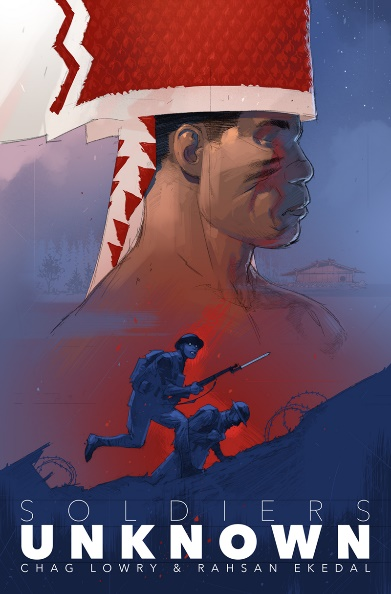 SOLDIERS
UNKNOWN
CHAG LOWRY & RAHSAN EKEDAL